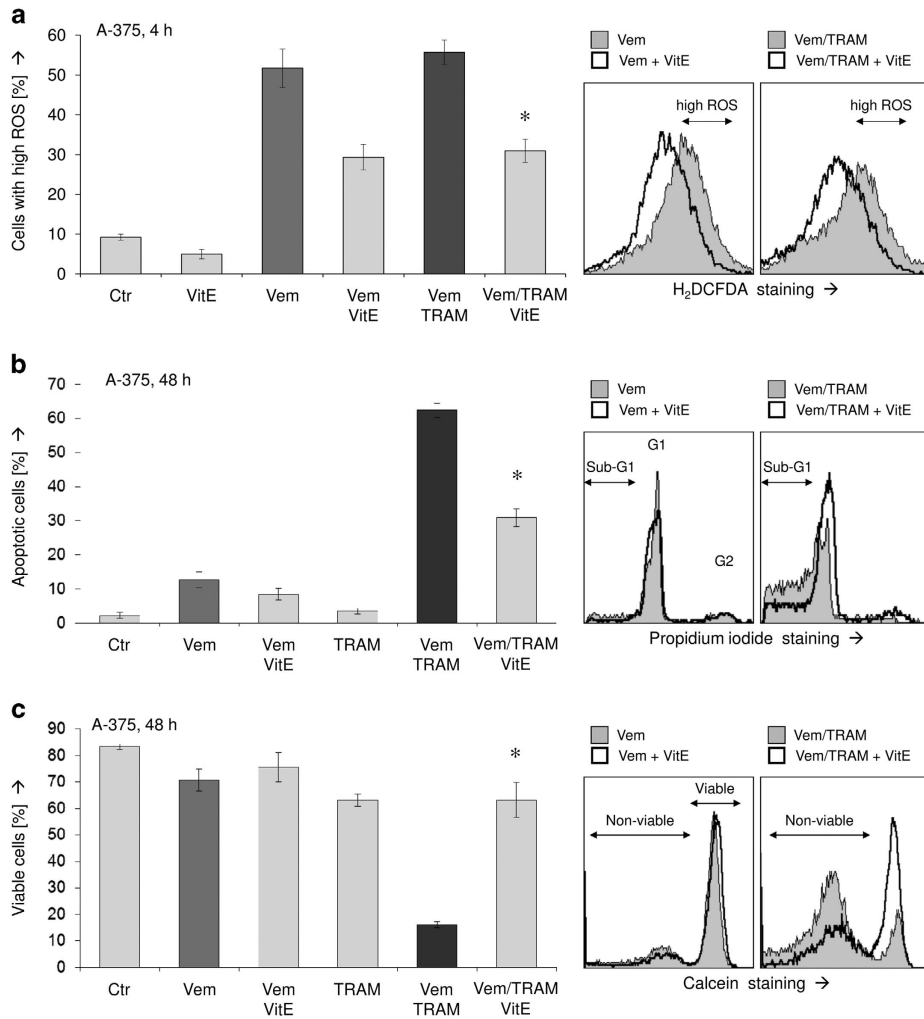 a
A-375, 4 h
Cells with high ROS [%] →
60
50
40
30
20
10
0
Ctr
VitE
Vem
Vem
VitE
Vem
TRAM
Vem/TRAM
VitE
*
Vem
Vem + VitE
Vem/TRAM
Vem/TRAM + VitE
high ROS
high ROS
H₂DCFDA staining →
b
A-375, 48 h
Apoptotic cells [%] →
70
60
50
40
30
20
10
0
Ctr
Vem
Vem
VitE
TRAM
Vem
TRAM
Vem/TRAM
VitE
*
Vem
Vem + VitE
Vem/TRAM
Vem/TRAM + VitE
G1
Sub-G1
G2
Sub-G1
Propidium iodide staining →
c
A-375, 48 h
Viable cells [%] →
90
80
70
60
50
40
30
20
10
0
Ctr
Vem
Vem
VitE
TRAM
Vem
TRAM
Vem/TRAM
VitE
*
Vem
Vem + VitE
Vem/TRAM
Vem/TRAM + VitE
Viable
Non-viable
Non-viable
Calcein staining →